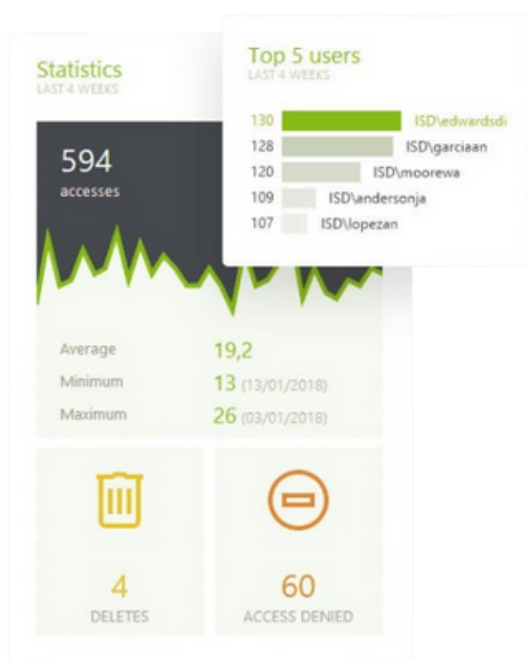 Statistics
LAST 4 WEEKS
594
accesses
Average 19,2
Minimum 13 (13/01/2018)
Maximum 26 (03/01/2018)
4
DELETES
60
ACCESS DENIED
Top 5 users
LAST 4 WEEKS
130 ISD\edwardsdi
128 ISD\garciaan
120 ISD\moorewa
109 ISD\andersonja
107 ISD\lopezan